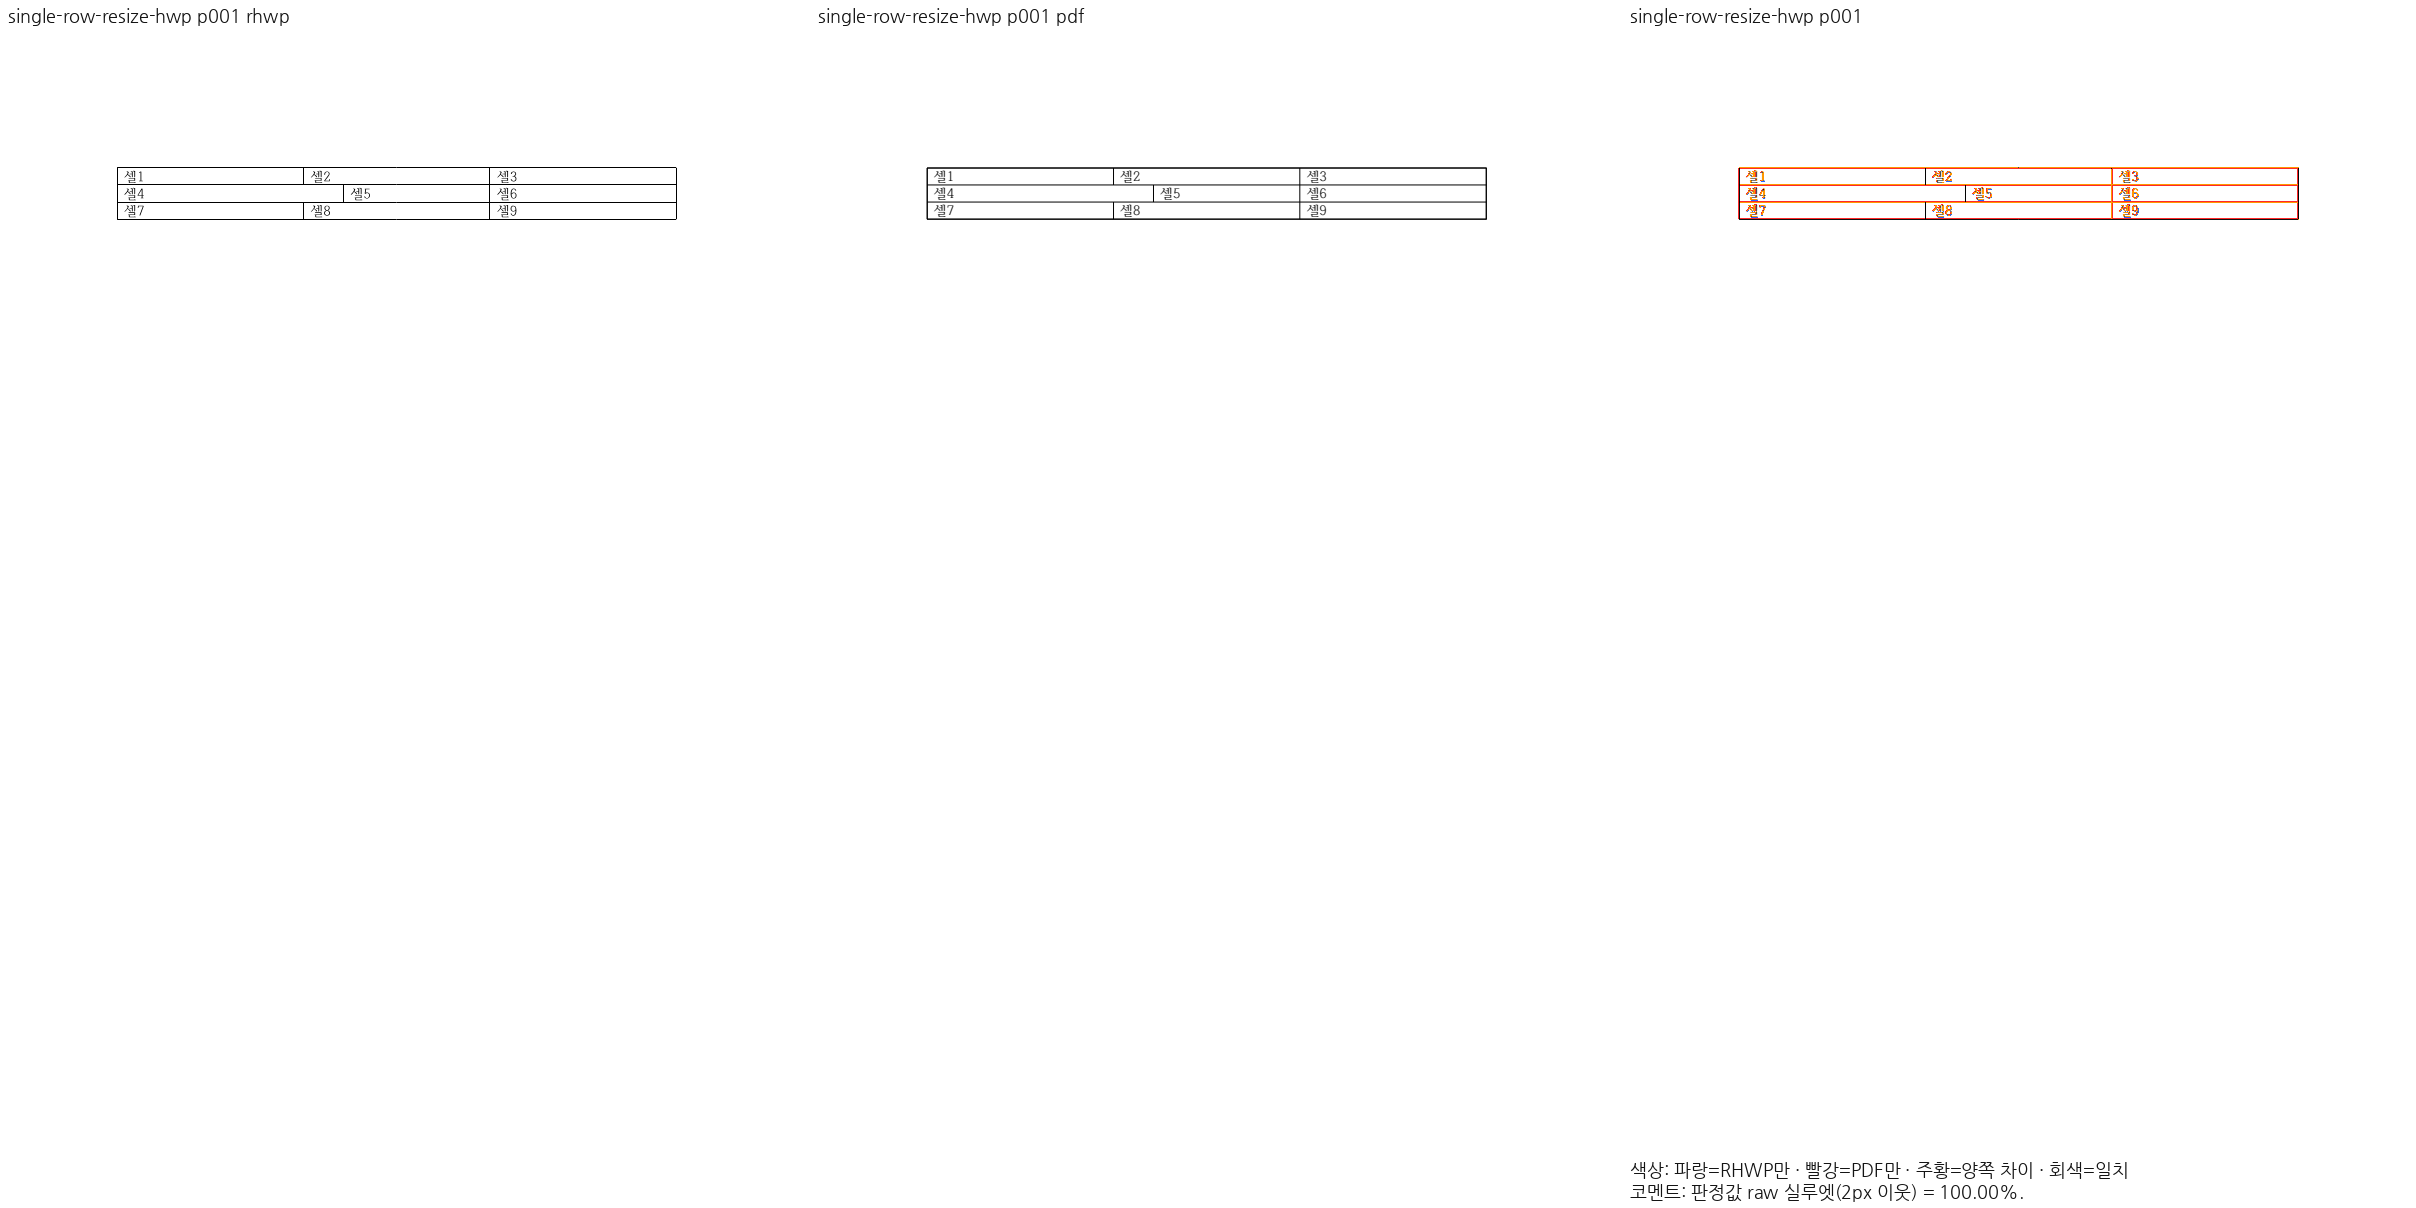 single-row-resize-hwp p001 rhwp
셀1 셀2 셀3
셀4 셀5 셀6
셀7 셀8 셀9
single-row-resize-hwp p001 pdf
셀1 셀2 셀3
셀4 셀5 셀6
셀7 셀8 셀9
single-row-resize-hwp p001
셀1 셀2 셀3
셀4 셀5 셀6
셀7 셀8 셀9
색상: 파랑=RHWP만 · 빨강=PDF만 · 주황=양쪽 차이 · 회색=일치
코멘트: 판정값 raw 실루엣(2px 이웃) = 100.00%.